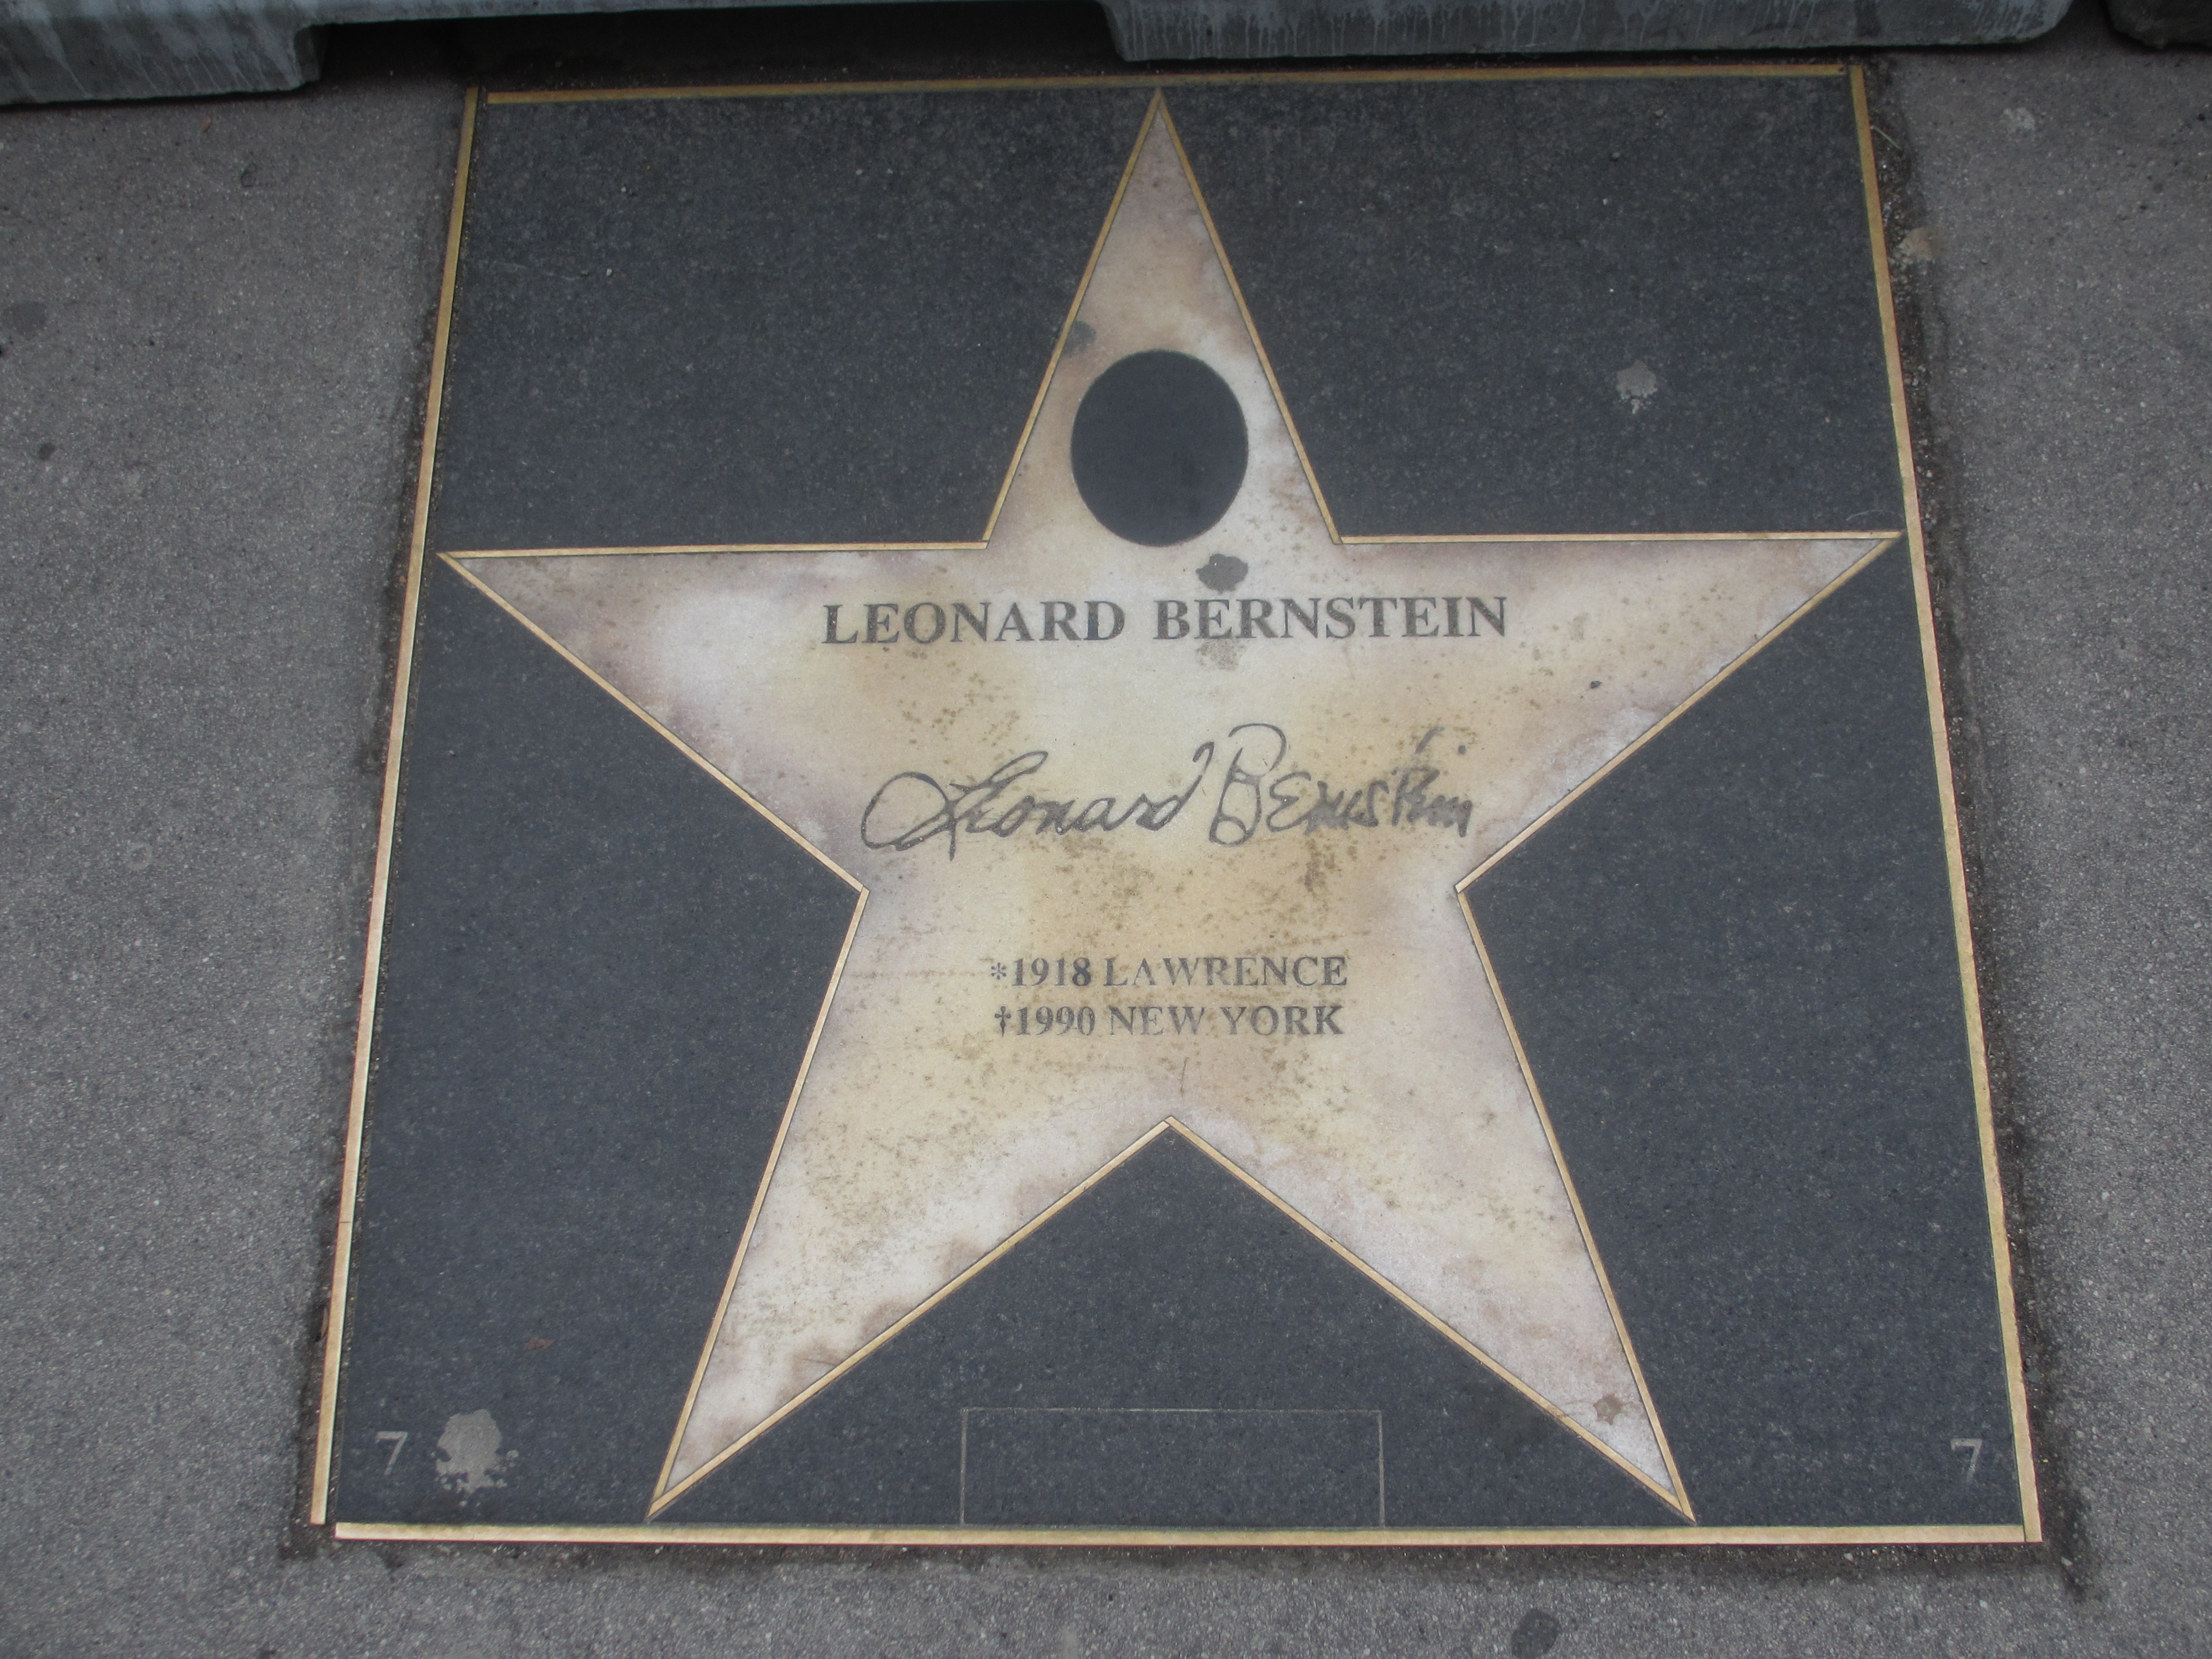 LEONARD BERNSTEIN
Leonard Bernstein
*1918 LAWRENCE
†1990 NEW YORK
7 7